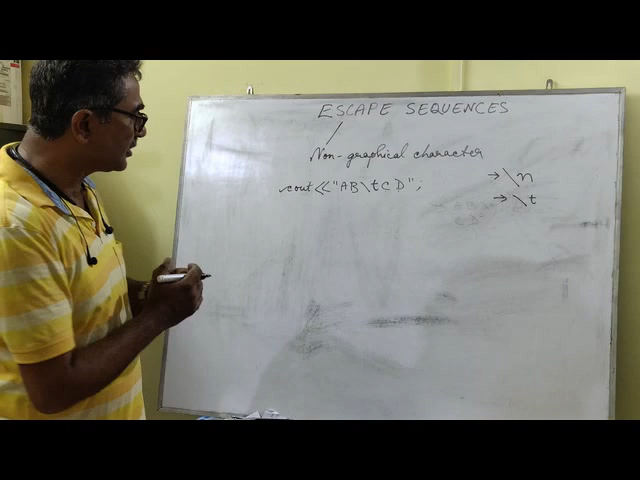 ESCAPE SEQUENCES
Non-graphical character
cout<<"AB\tCD";
→ \n
→ \t